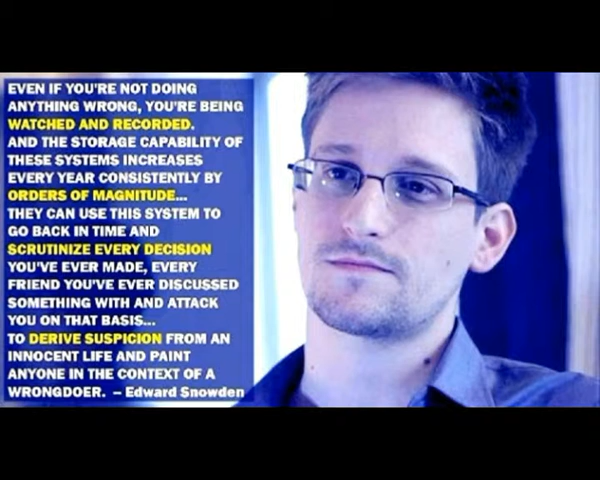 EVEN IF YOU'RE NOT DOING
ANYTHING WRONG, YOU'RE BEING
WATCHED AND RECORDED.
AND THE STORAGE CAPABILITY OF
THESE SYSTEMS INCREASES
EVERY YEAR CONSISTENTLY BY
ORDERS OF MAGNITUDE...
THEY CAN USE THIS SYSTEM TO
GO BACK IN TIME AND
SCRUTINIZE EVERY DECISION
YOU'VE EVER MADE, EVERY
FRIEND YOU'VE EVER DISCUSSED
SOMETHING WITH AND ATTACK
YOU ON THAT BASIS...
TO DERIVE SUSPICION FROM AN
INNOCENT LIFE AND PAINT
ANYONE IN THE CONTEXT OF A
WRONGDOER. – Edward Snowden